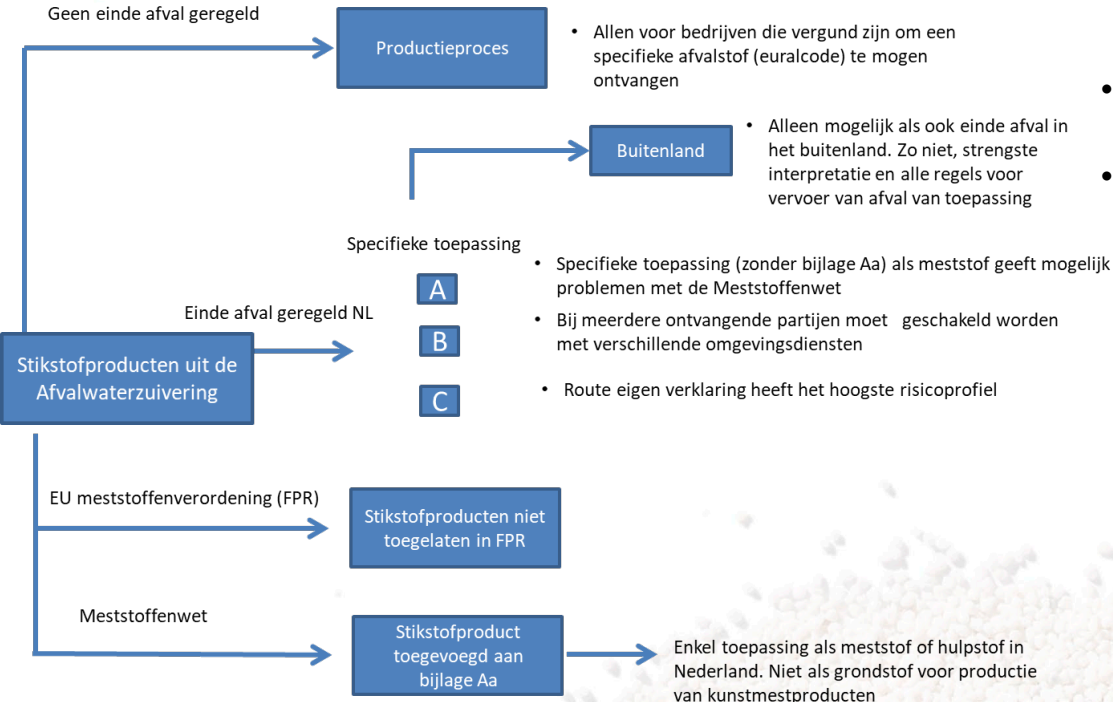 Geen einde afval geregeld
Productieproces
• Allen voor bedrijven die vergund zijn om een
specifieke afvalstof (euralcode) te mogen
ontvangen
Buitenland
• Alleen mogelijk als ook einde afval in
het buitenland. Zo niet, strengste
interpretatie en alle regels voor
vervoer van afval van toepassing
Specifieke toepassing
Einde afval geregeld NL
A
B
C
• Specifieke toepassing (zonder bijlage Aa) als meststof geeft mogelijk
problemen met de Meststoffenwet
• Bij meerdere ontvangende partijen moet geschakeld worden
met verschillende omgevingsdiensten
• Route eigen verklaring heeft het hoogste risicoprofiel
Stikstofproducten uit de
Afvalwaterzuivering
EU meststoffenverordening (FPR)
Stikstofproducten niet
toegelaten in FPR
Meststoffenwet
Stikstofproduct
toegevoegd aan
bijlage Aa
Enkel toepassing als meststof of hulpstof in
Nederland. Niet als grondstof voor productie
van kunstmestproducten